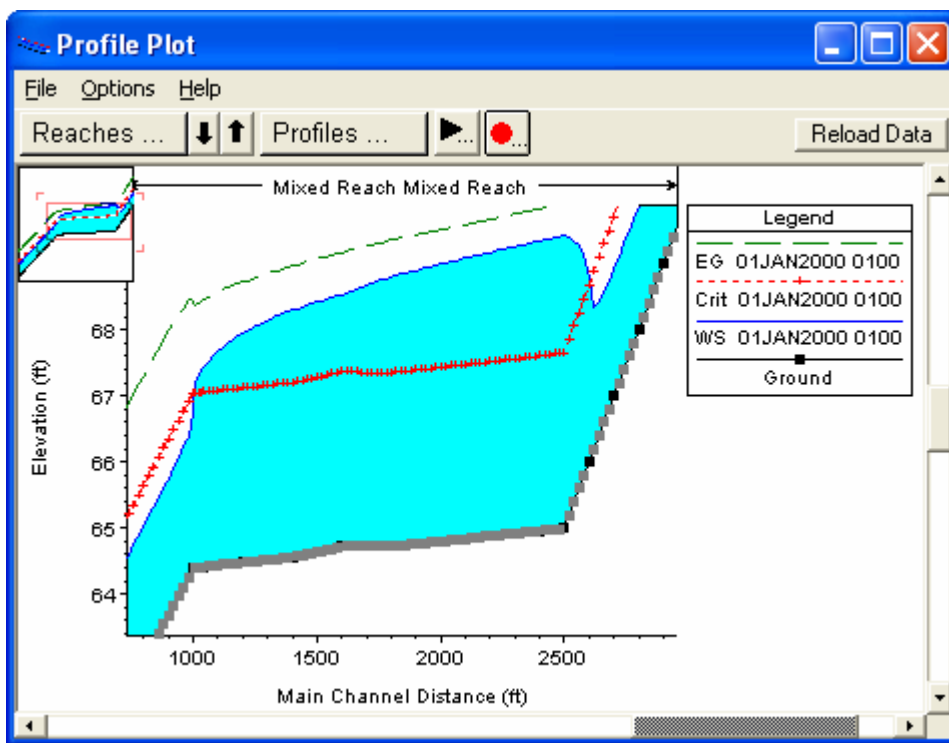 Profile Plot
File Options Help
Reaches ... Profiles ... ... ... Reload Data
Mixed Reach Mixed Reach
Legend
EG 01JAN2000 0100
Crit 01JAN2000 0100
WS 01JAN2000 0100
Ground
68
67
66
65
64
Elevation (ft)
1000 1500 2000 2500
Main Channel Distance (ft)